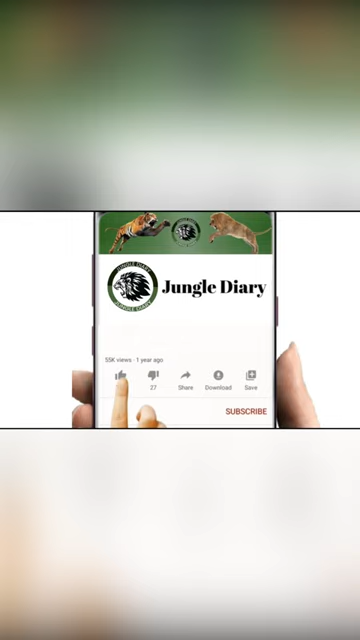 JUNGLE DIARY
Jungle Diary
JUNGLE DIARY
55K views · 1 year ago
27
Share
Download
Save
SUBSCRIBE